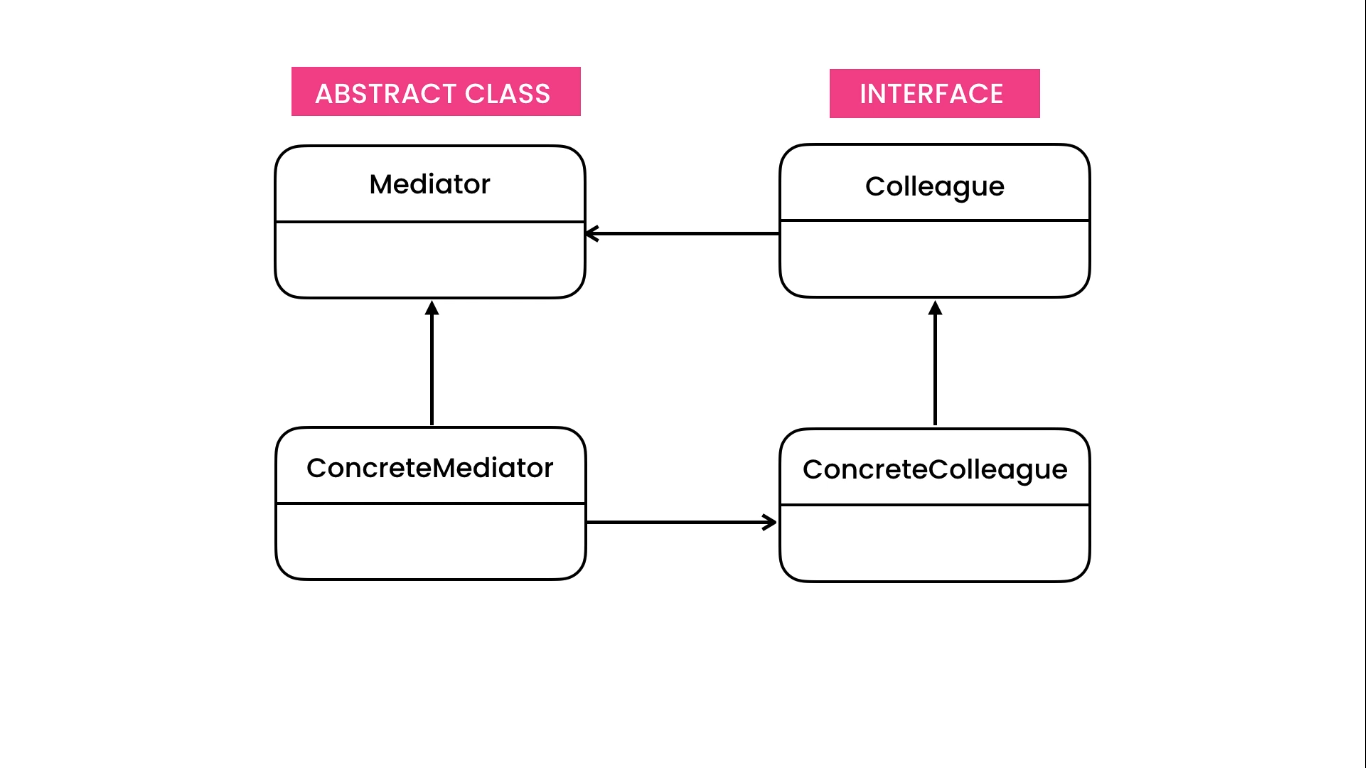 ABSTRACT CLASS
INTERFACE
Mediator
Colleague
ConcreteMediator
ConcreteColleague